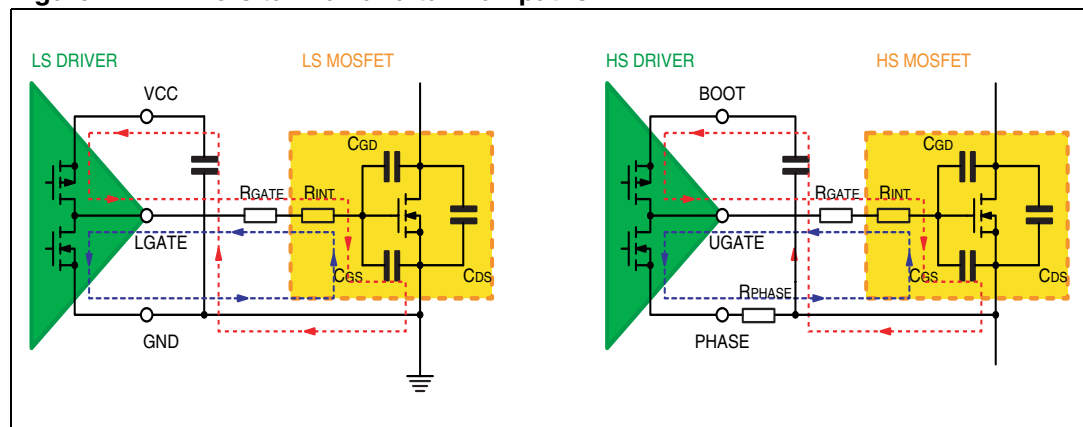 LS DRIVER
LS MOSFET
HS DRIVER
HS MOSFET
VCC
BOOT
CGD
CGD
RGATE
RINT
RGATE
RINT
LGATE
UGATE
CGS
CDS
CGS
CDS
RPHASE
GND
PHASE